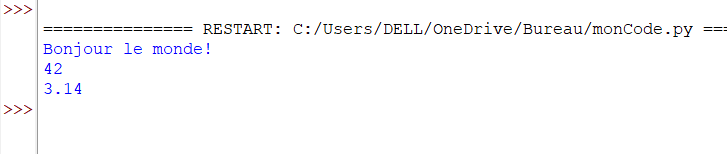 >>>
=============== RESTART: C:/Users/DELL/OneDrive/Bureau/monCode.py ===
Bonjour le monde!
42
3.14
>>>